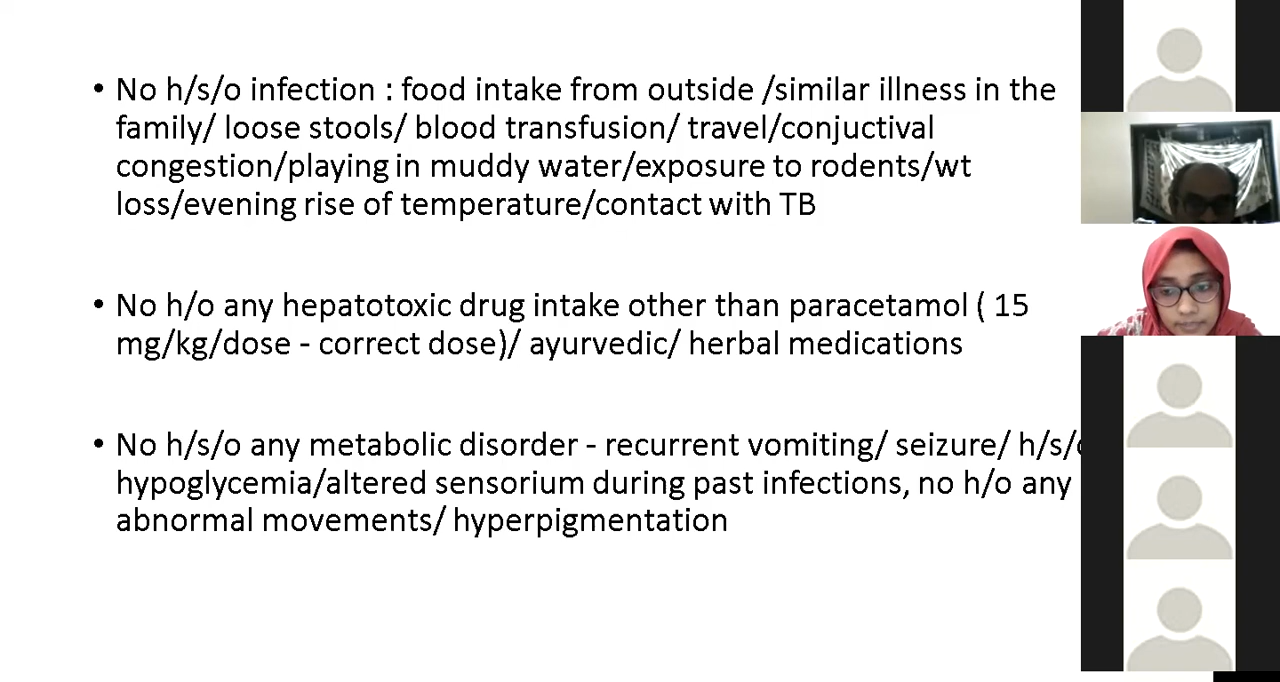 • No h/s/o infection : food intake from outside /similar illness in the
family/ loose stools/ blood transfusion/ travel/conjuctival
congestion/playing in muddy water/exposure to rodents/wt
loss/evening rise of temperature/contact with TB
• No h/o any hepatotoxic drug intake other than paracetamol ( 15
mg/kg/dose - correct dose)/ ayurvedic/ herbal medications
• No h/s/o any metabolic disorder - recurrent vomiting/ seizure/ h/s/o
hypoglycemia/altered sensorium during past infections, no h/o any
abnormal movements/ hyperpigmentation